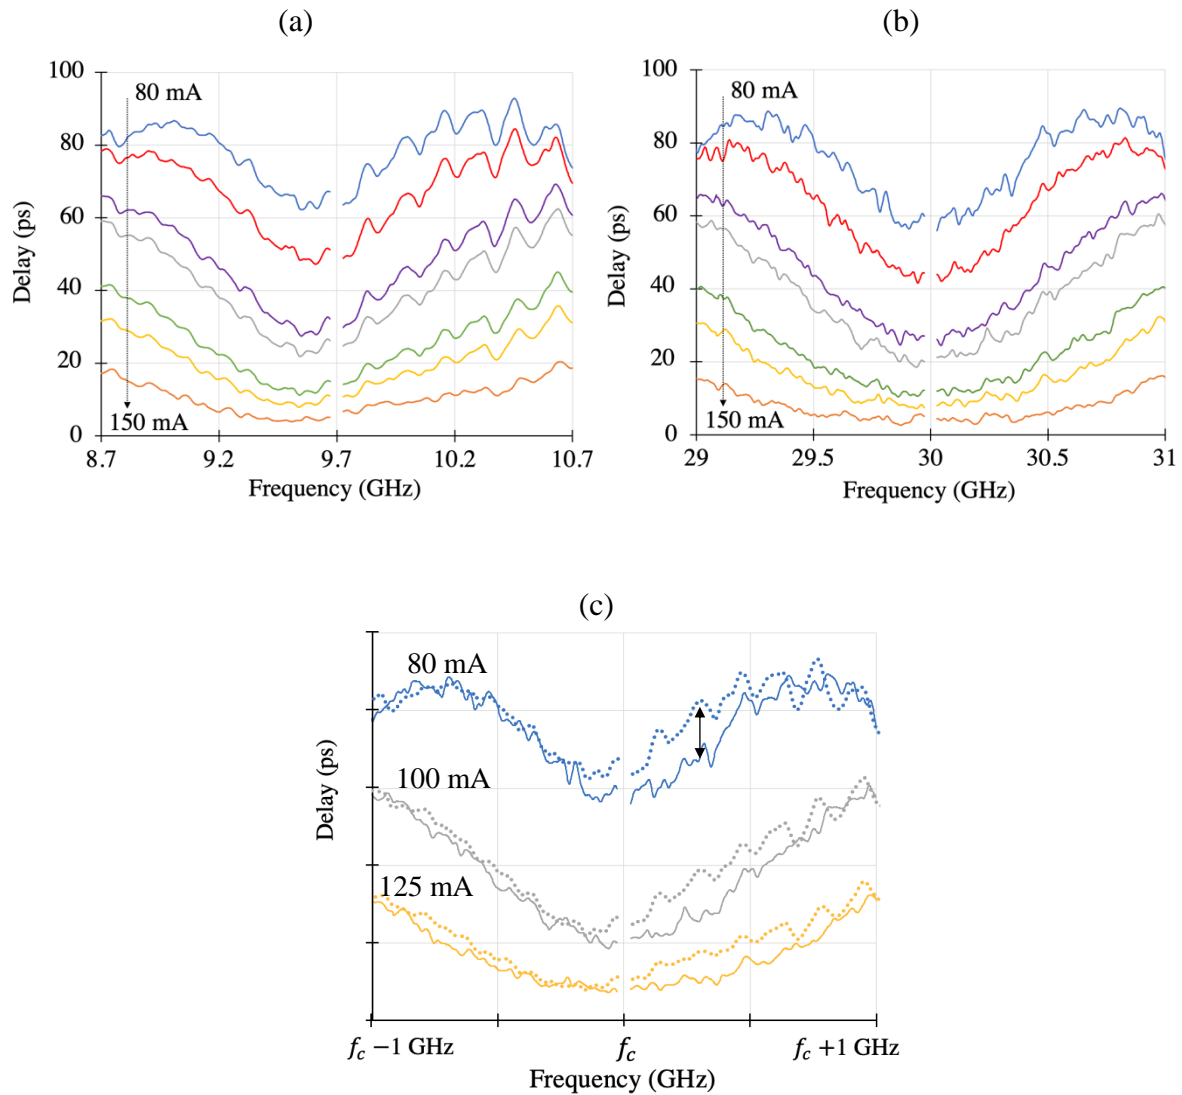 (a)
(b)
100
80
60
40
20
0
Delay (ps)
80 mA
150 mA
8.7
9.2
9.7
10.2
10.7
Frequency (GHz)
100
80
60
40
20
0
Delay (ps)
80 mA
150 mA
29
29.5
30
30.5
31
Frequency (GHz)
(c)
Delay (ps)
80 mA
100 mA
125 mA
f_c −1 GHz
f_c
f_c +1 GHz
Frequency (GHz)